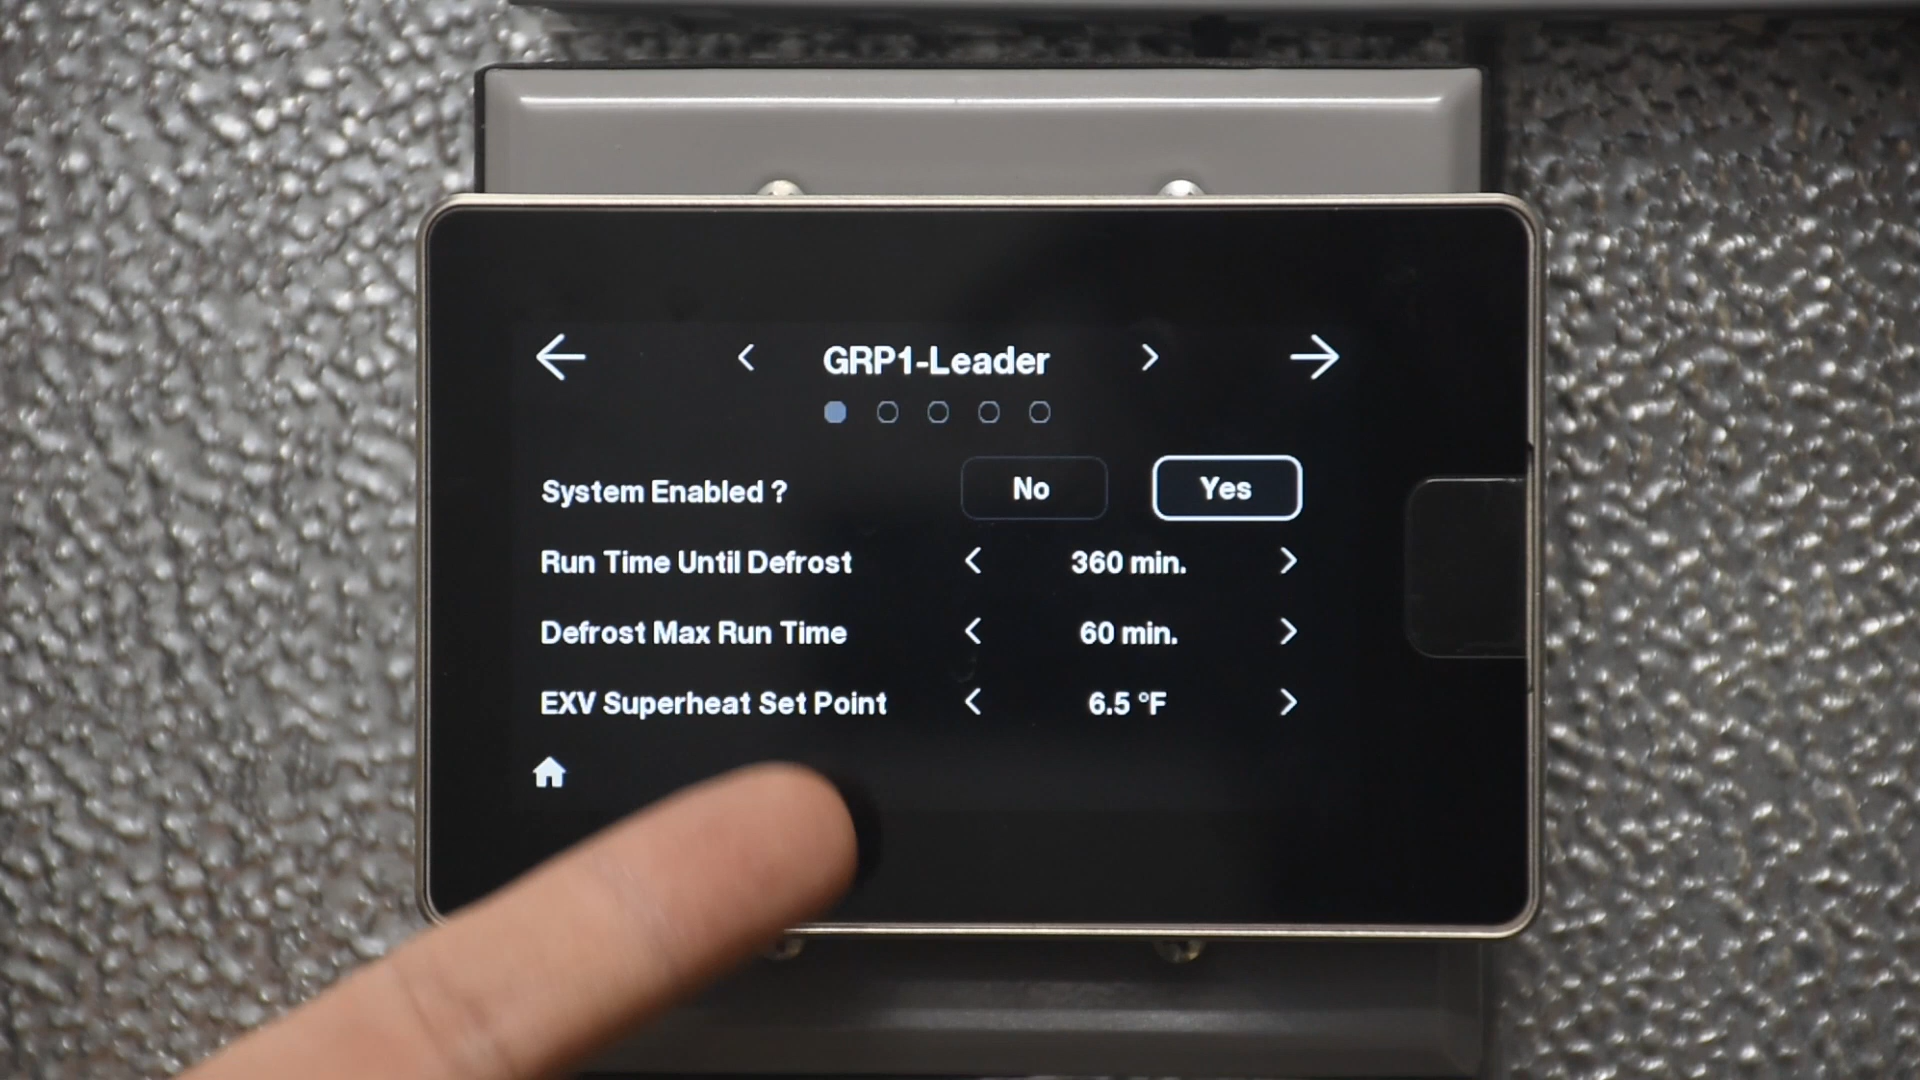 GRP1-Leader
System Enabled ? No Yes
Run Time Until Defrost 360 min.
Defrost Max Run Time 60 min.
EXV Superheat Set Point 6.5 °F